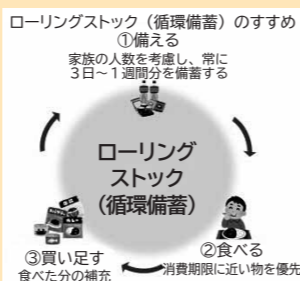 ローリングストック（循環備蓄）のすすめ
①備える
家族の人数を考慮し、常に
３日～１週間分を備蓄する
ローリング
ストック
（循環備蓄）
②食べる
消費期限に近い物を優先
③買い足す
食べた分の補充